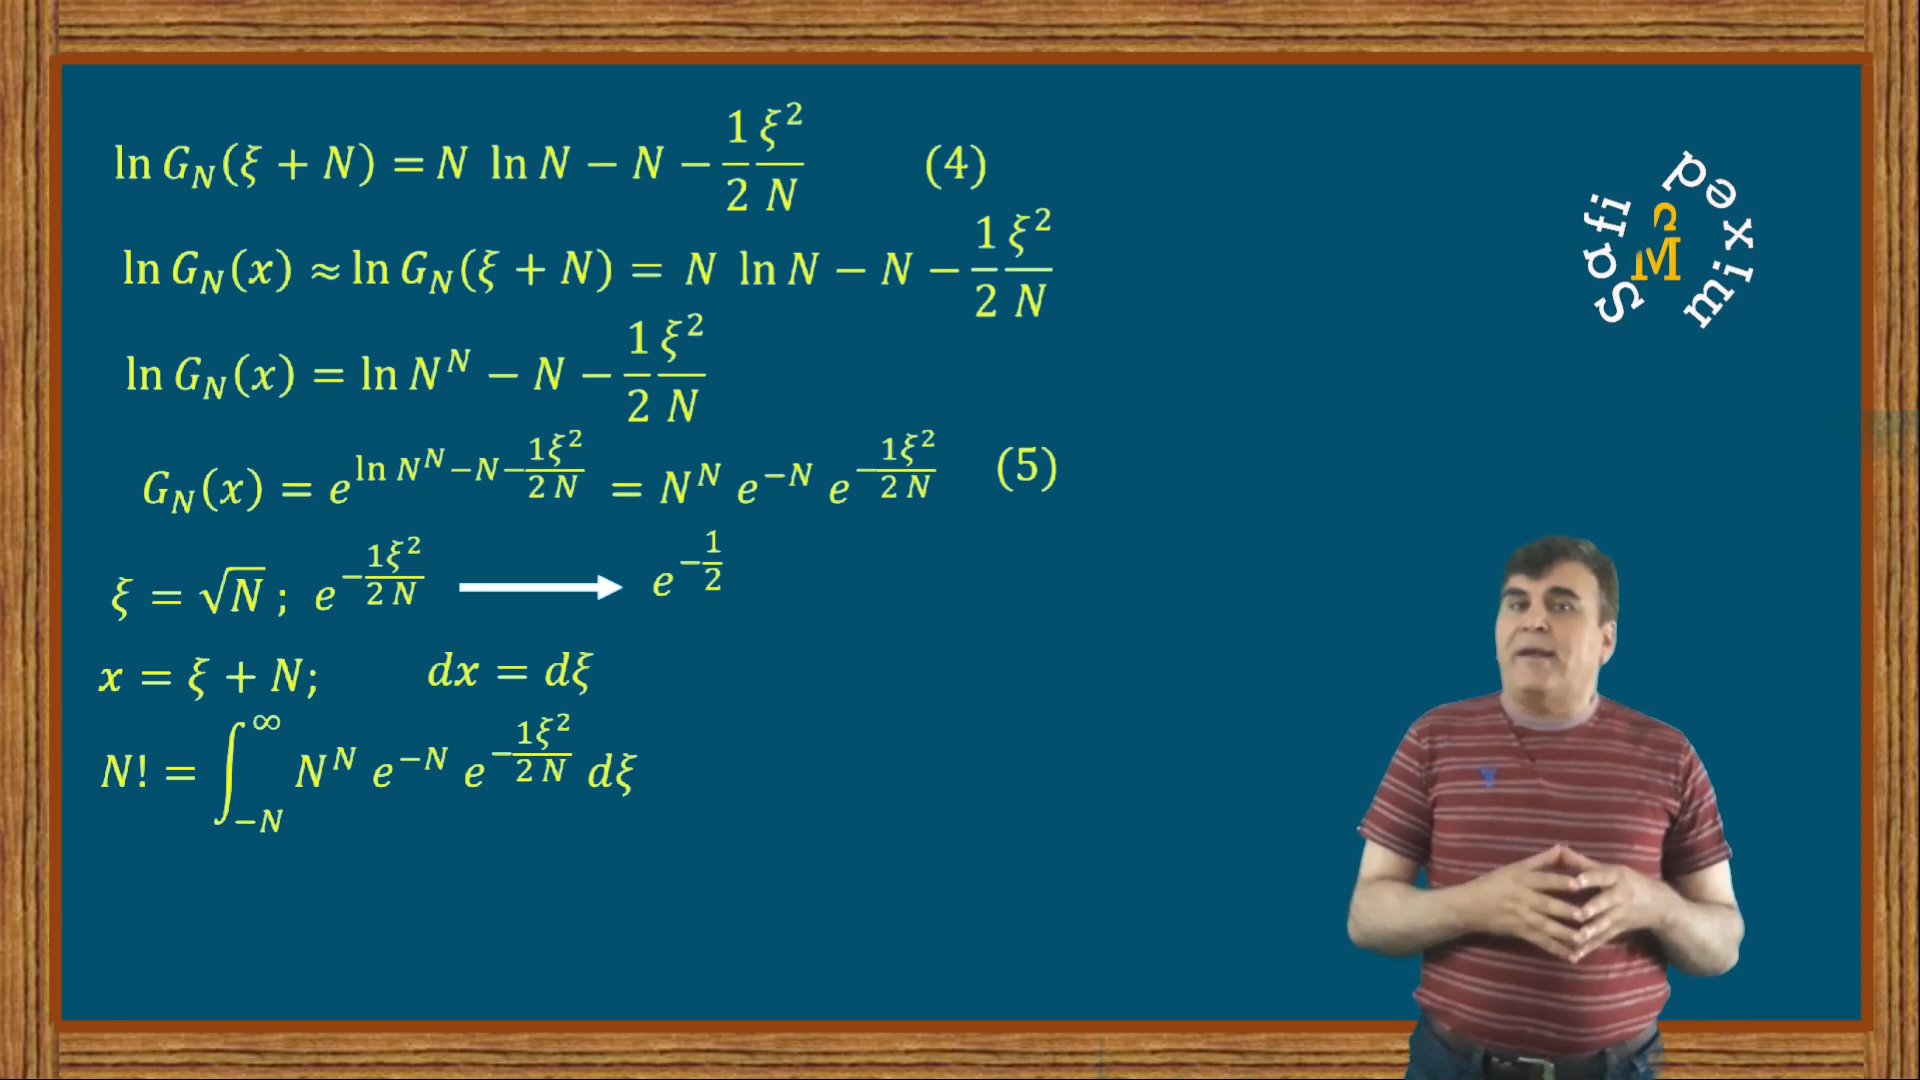 ln G_N(ξ + N) = N ln N − N − 1/2 ξ²/N (4)
ln G_N(x) ≈ ln G_N(ξ + N) = N ln N − N − 1/2 ξ²/N
ln G_N(x) = ln N^N − N − 1/2 ξ²/N
G_N(x) = e^{ln N^N − N − 1/2 ξ²/N} = N^N e^{−N} e^{−1/2 ξ²/N} (5)
ξ = √N ; e^{−1/2 ξ²/N} ⟶ e^{−1/2}
x = ξ + N; dx = dξ
N! = ∫_{−N}^{∞} N^N e^{−N} e^{−1/2 ξ²/N} dξ
Safi
M